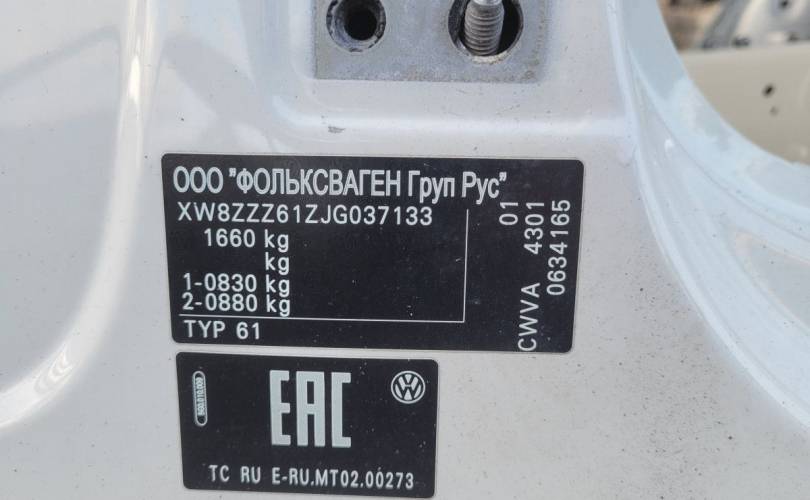 ООО "ФОЛЬКСВАГЕН Груп Рус"
XW8ZZZ61ZJG037133
1660 kg
kg
1-0830 kg
2-0880 kg
TYP 61
01
CWVA 4301
0634165
EAC
TC RU E-RU.MT02.00273